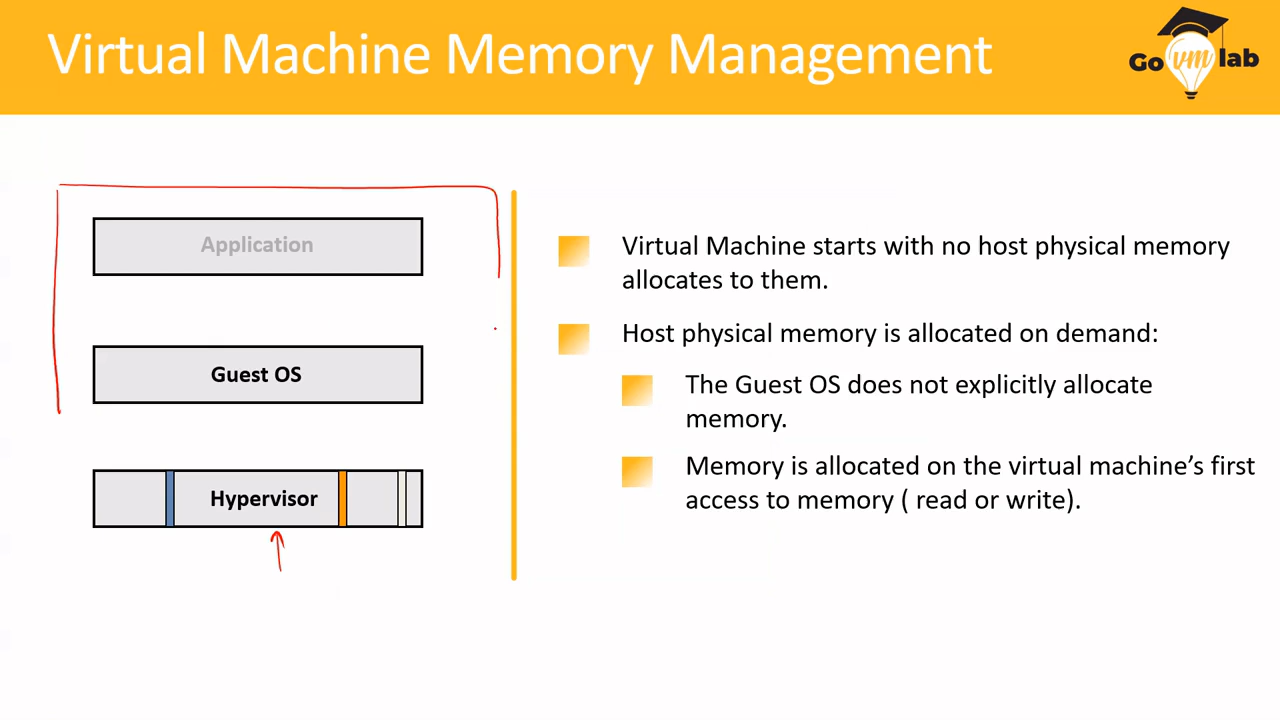 Virtual Machine Memory Management
Go vm lab
Application
Guest OS
Hypervisor
Virtual Machine starts with no host physical memory
allocates to them.
Host physical memory is allocated on demand:
The Guest OS does not explicitly allocate
memory.
Memory is allocated on the virtual machine’s first
access to memory ( read or write).